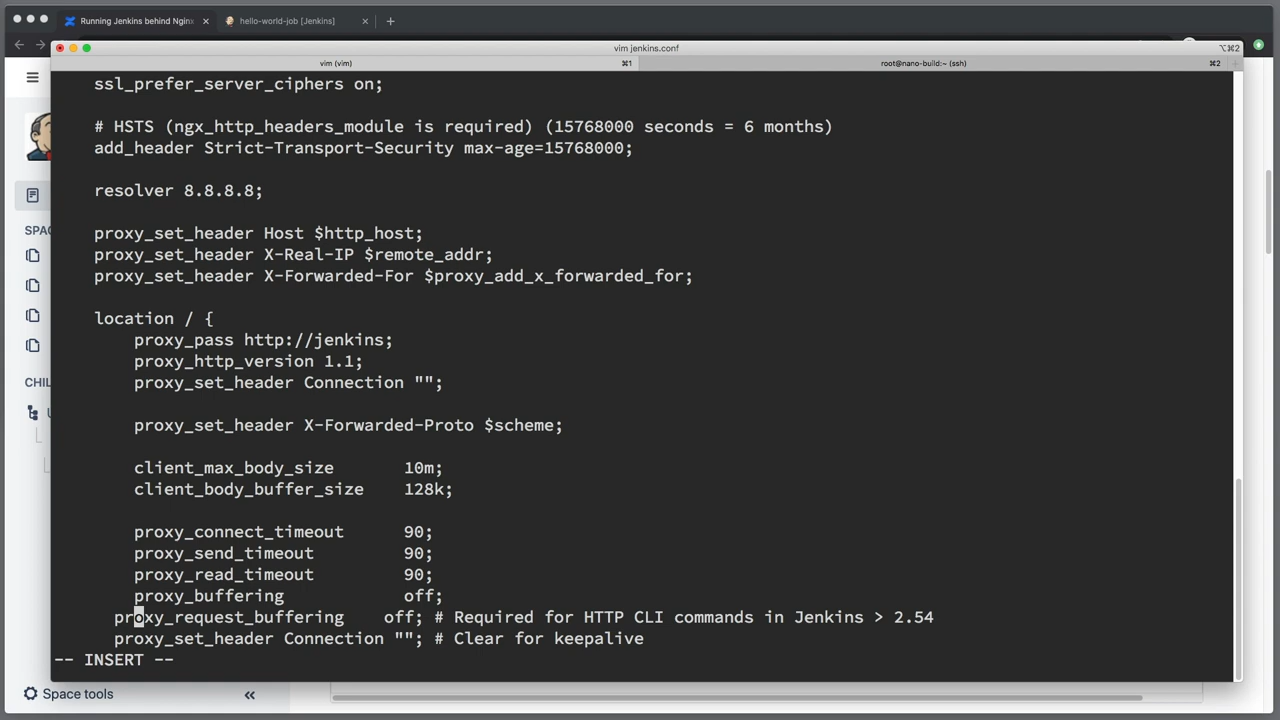 Running Jenkins behind Nginx
hello-world-job [Jenkins]
vim jenkins.conf
⌥⌘2
vim (vim)
⌘1
root@nano-build:~ (ssh)
⌘2
ssl_prefer_server_ciphers on;
# HSTS (ngx_http_headers_module is required) (15768000 seconds = 6 months)
add_header Strict-Transport-Security max-age=15768000;
resolver 8.8.8.8;
proxy_set_header Host $http_host;
proxy_set_header X-Real-IP $remote_addr;
proxy_set_header X-Forwarded-For $proxy_add_x_forwarded_for;
location / {
proxy_pass http://jenkins;
proxy_http_version 1.1;
proxy_set_header Connection "";
proxy_set_header X-Forwarded-Proto $scheme;
client_max_body_size 10m;
client_body_buffer_size 128k;
proxy_connect_timeout 90;
proxy_send_timeout 90;
proxy_read_timeout 90;
proxy_buffering off;
proxy_request_buffering off; # Required for HTTP CLI commands in Jenkins > 2.54
proxy_set_header Connection ""; # Clear for keepalive
-- INSERT --
SPA
CHIL
Space tools
«